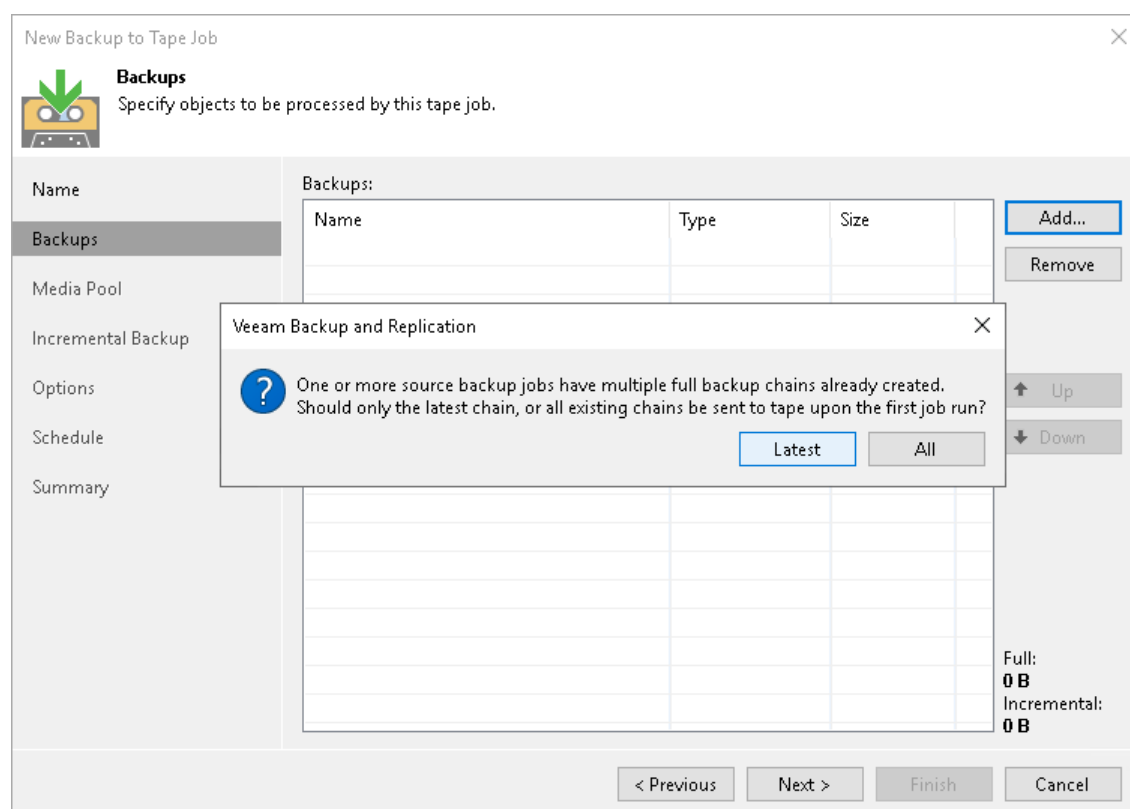 New Backup to Tape Job
Backups
Specify objects to be processed by this tape job.
Name
Backups
Media Pool
Incremental Backup
Options
Schedule
Summary
Backups:
Name Type Size
Add...
Remove
Veeam Backup and Replication
One or more source backup jobs have multiple full backup chains already created.
Should only the latest chain, or all existing chains be sent to tape upon the first job run?
Latest All
Up
Down
Full:
0 B
Incremental:
0 B
< Previous Next > Finish Cancel